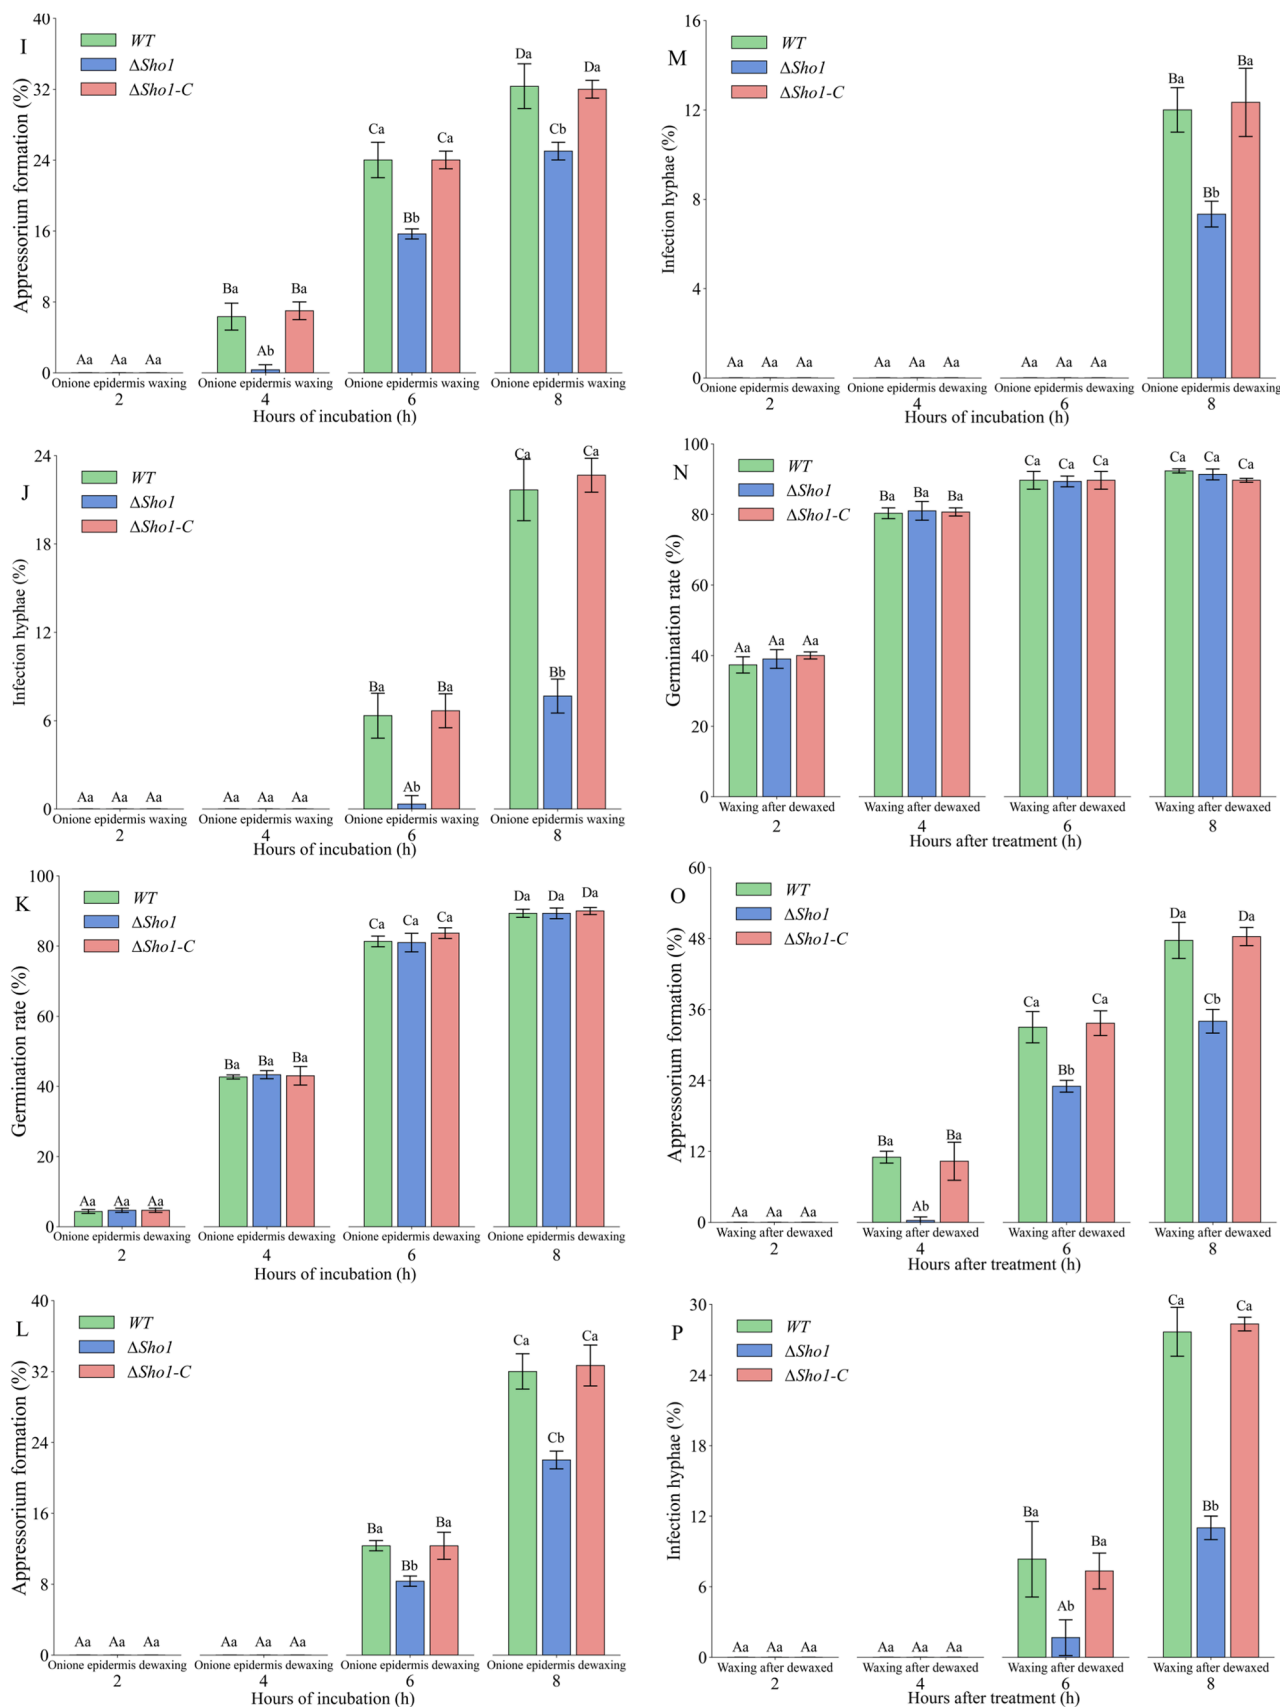 I
WT
ΔSho1
ΔSho1-C
Appressorium formation (%)
40
32
24
16
8
0
Aa Aa Aa
Ba Ab Ba
Ca Bb Ca
Da Cb Da
Onione epidermis waxing Onione epidermis waxing Onione epidermis waxing Onione epidermis waxing
2 4 6 8
Hours of incubation (h)
M
WT
ΔSho1
ΔSho1-C
Infection hyphae (%)
16
12
8
4
0
Aa Aa Aa
Aa Aa Aa
Aa Aa Aa
Ba Bb Ba
Onione epidermis dewaxing Onione epidermis dewaxing Onione epidermis dewaxing Onione epidermis dewaxing
2 4 6 8
Hours of incubation (h)
J
WT
ΔSho1
ΔSho1-C
Infection hyphae (%)
24
18
12
6
0
Aa Aa Aa
Aa Aa Aa
Ba Ab Ba
Ca Bb Ca
Onione epidermis waxing Onione epidermis waxing Onione epidermis waxing Onione epidermis waxing
2 4 6 8
Hours of incubation (h)
N
WT
ΔSho1
ΔSho1-C
Germination rate (%)
100
80
60
40
20
0
Aa Aa Aa
Ba Ba Ba
Ca Ca Ca
Ca Ca Ca
Waxing after dewaxed Waxing after dewaxed Waxing after dewaxed Waxing after dewaxed
2 4 6 8
Hours after treatment (h)
K
WT
ΔSho1
ΔSho1-C
Germination rate (%)
100
80
60
40
20
0
Aa Aa Aa
Ba Ba Ba
Ca Ca Ca
Da Da Da
Onione epidermis dewaxing Onione epidermis dewaxing Onione epidermis dewaxing Onione epidermis dewaxing
2 4 6 8
Hours of incubation (h)
O
WT
ΔSho1
ΔSho1-C
Appressorium formation (%)
60
48
36
24
12
0
Aa Aa Aa
Ba Ab Ba
Ca Bb Ca
Da Cb Da
Waxing after dewaxed Waxing after dewaxed Waxing after dewaxed Waxing after dewaxed
2 4 6 8
Hours after treatment (h)
L
WT
ΔSho1
ΔSho1-C
Appressorium formation (%)
40
32
24
16
8
0
Aa Aa Aa
Aa Aa Aa
Ba Bb Ba
Ca Cb Ca
Onione epidermis dewaxing Onione epidermis dewaxing Onione epidermis dewaxing Onione epidermis dewaxing
2 4 6 8
Hours of incubation (h)
P
WT
ΔSho1
ΔSho1-C
Infection hyphae (%)
30
24
18
12
6
0
Aa Aa Aa
Aa Aa Aa
Ba Ab Ba
Ca Bb Ca
Waxing after dewaxed Waxing after dewaxed Waxing after dewaxed Waxing after dewaxed
2 4 6 8
Hours after treatment (h)